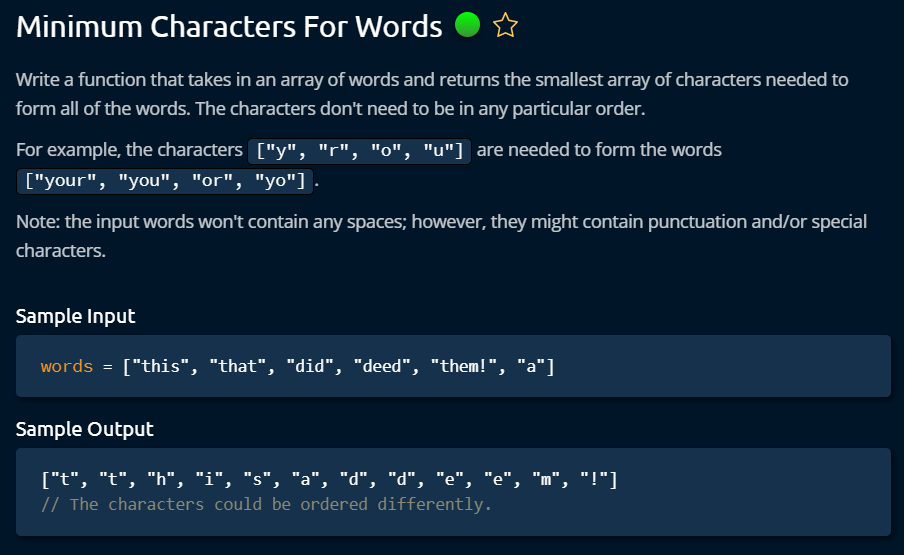 Minimum Characters For Words
Write a function that takes in an array of words and returns the smallest array of characters needed to
form all of the words. The characters don't need to be in any particular order.
For example, the characters ["y", "r", "o", "u"] are needed to form the words
["your", "you", "or", "yo"].
Note: the input words won't contain any spaces; however, they might contain punctuation and/or special
characters.
Sample Input
words = ["this", "that", "did", "deed", "them!", "a"]
Sample Output
["t", "t", "h", "i", "s", "a", "d", "d", "e", "e", "m", "!"]
// The characters could be ordered differently.